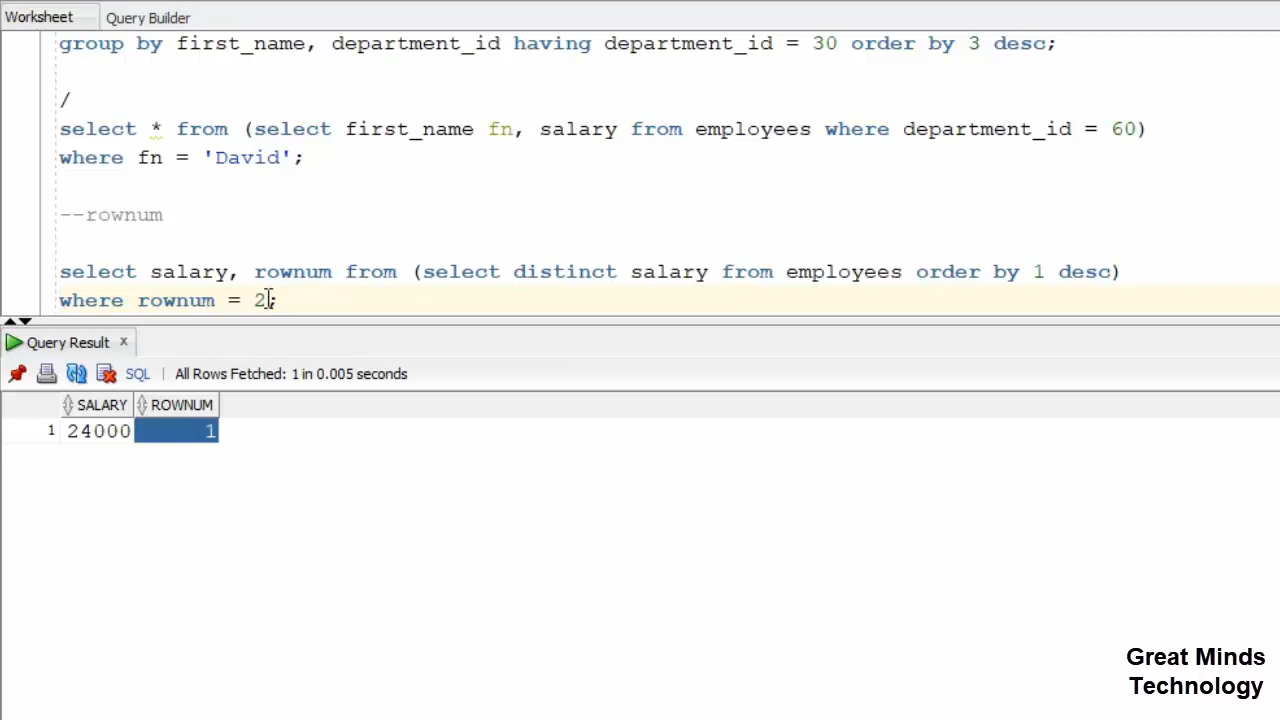 Worksheet Query Builder
group by first_name, department_id having department_id = 30 order by 3 desc;
/
select * from (select first_name fn, salary from employees where department_id = 60)
where fn = 'David';
--rownum
select salary, rownum from (select distinct salary from employees order by 1 desc)
where rownum = 2;
Query Result x
SQL | All Rows Fetched: 1 in 0.005 seconds
SALARY ROWNUM
1 24000 1
Great Minds
Technology